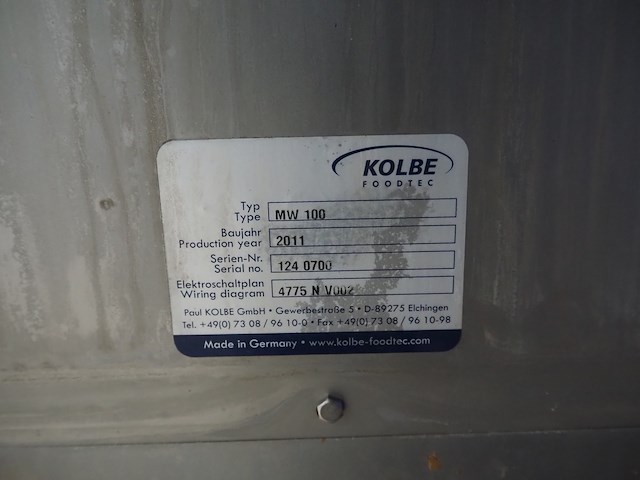 KOLBE
FOODTEC
Typ
Type MW 100
Baujahr
Production year 2011
Serien-Nr.
Serial no. 124 0700
Elektroschaltplan
Wiring diagram 4775 N V002
Paul KOLBE GmbH • Gewerbestraße 5 • D-89275 Elchingen
Tel. +49(0) 73 08 / 96 10-0 • Fax +49(0) 73 08 / 96 10-98
Made in Germany • www.kolbe-foodtec.com